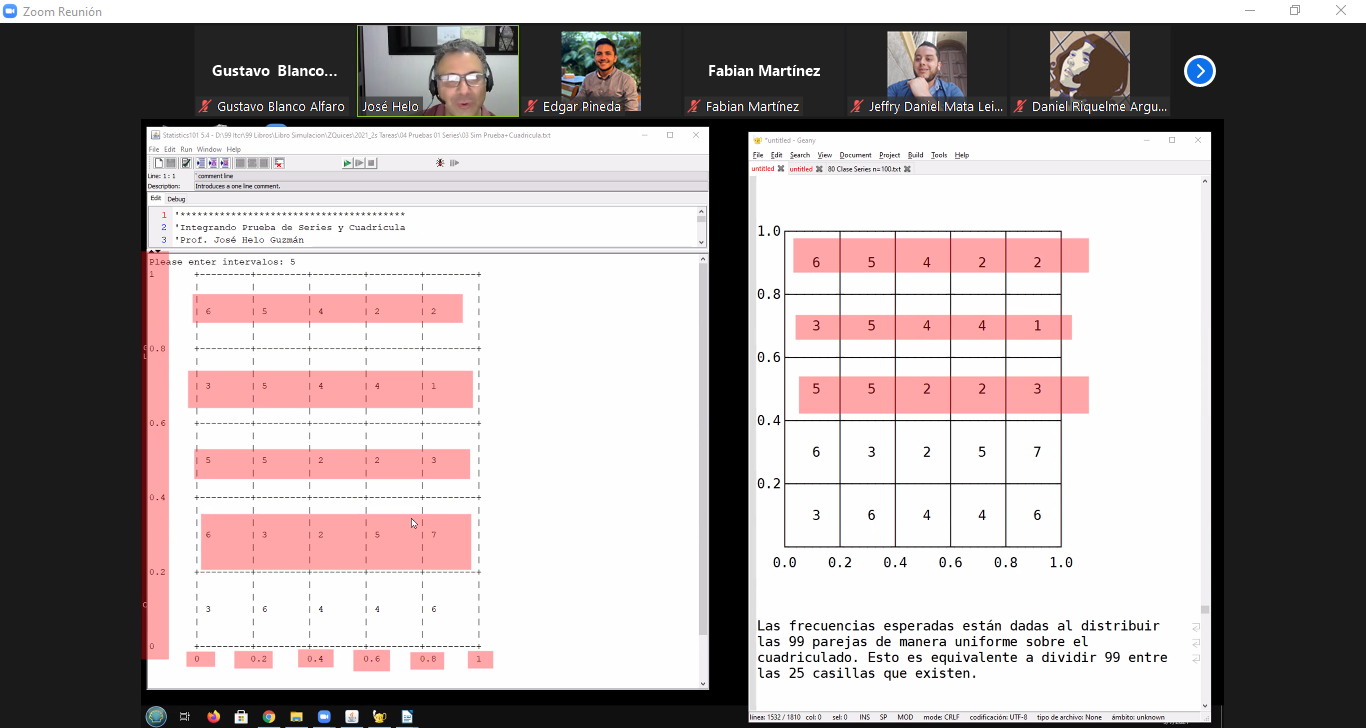 Zoom Reunión
Gustavo Blanco...
Fabian Martínez
Gustavo Blanco Alfaro
José Helo
Edgar Pineda
Fabian Martínez
Jeffry Daniel Mata Lei...
Daniel Riquelme Argu...
Statistics101 5.4 - D:\99 Itcr\99 Libros\Libro Simulacion\ZQuices\2021_2s Tareas\04 Pruebas 01 Series\03 Sim Prueba+Cuadricula.txt
File Edit Run Window Help
Line: 1 : 1 ' comment line
Description: Introduces a one line comment.
Edit Debug
1 '****************************************
2 'Integrando Prueba de Series y Cuadrícula
3 'Prof. José Helo Guzmán
Please enter intervalos: 5
1
6 5 4 2 2
0.8
3 5 4 4 1
0.6
5 5 2 2 3
0.4
6 3 2 5 7
0.2
3 6 4 4 6
0
0 0.2 0.4 0.6 0.8 1
*untitled - Geany
File Edit Search View Document Project Build Tools Help
untitled untitled 80 Clase Series n=100.txt
1.0
6 5 4 2 2
0.8
3 5 4 4 1
0.6
5 5 2 2 3
0.4
6 3 2 5 7
0.2
3 6 4 4 6
0.0 0.2 0.4 0.6 0.8 1.0
Las frecuencias esperadas están dadas al distribuir
las 99 parejas de manera uniforme sobre el
cuadriculado. Esto es equivalente a dividir 99 entre
las 25 casillas que existen.
línea: 1532 / 1810 col: 0 sel: 0 INS SP MOD mode: CRLF codificación: UTF-8 tipo de archivo: None ámbito: unknown